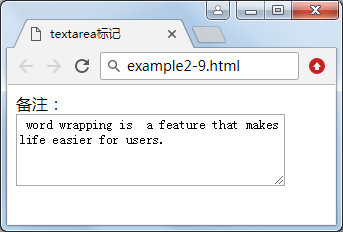 textarea标记
example2-9.html
备注：
word wrapping is  a feature that makes
life easier for users.